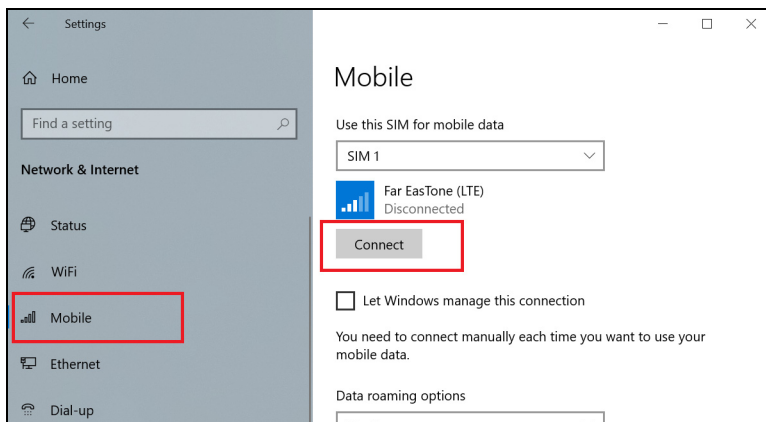 Settings
Home
Find a setting
Network & Internet
Status
WiFi
Mobile
Ethernet
Dial-up
Mobile
Use this SIM for mobile data
SIM 1
Far EasTone (LTE)
Disconnected
Connect
Let Windows manage this connection
You need to connect manually each time you want to use your
mobile data.
Data roaming options